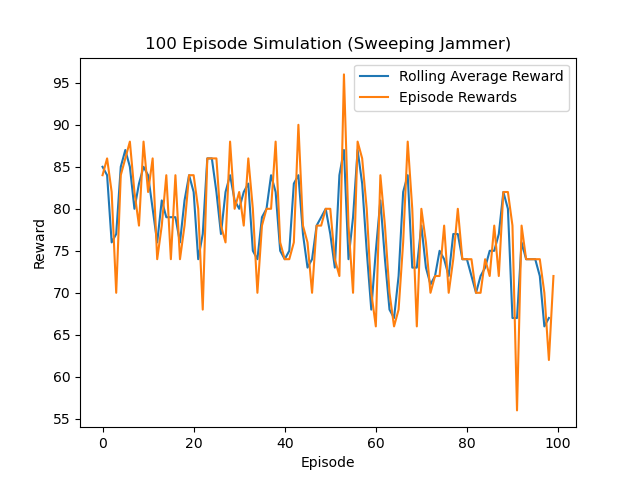 100 Episode Simulation (Sweeping Jammer)
Rolling Average Reward
Episode Rewards
Reward
95
90
85
80
75
70
65
60
55
0 20 40 60 80 100
Episode